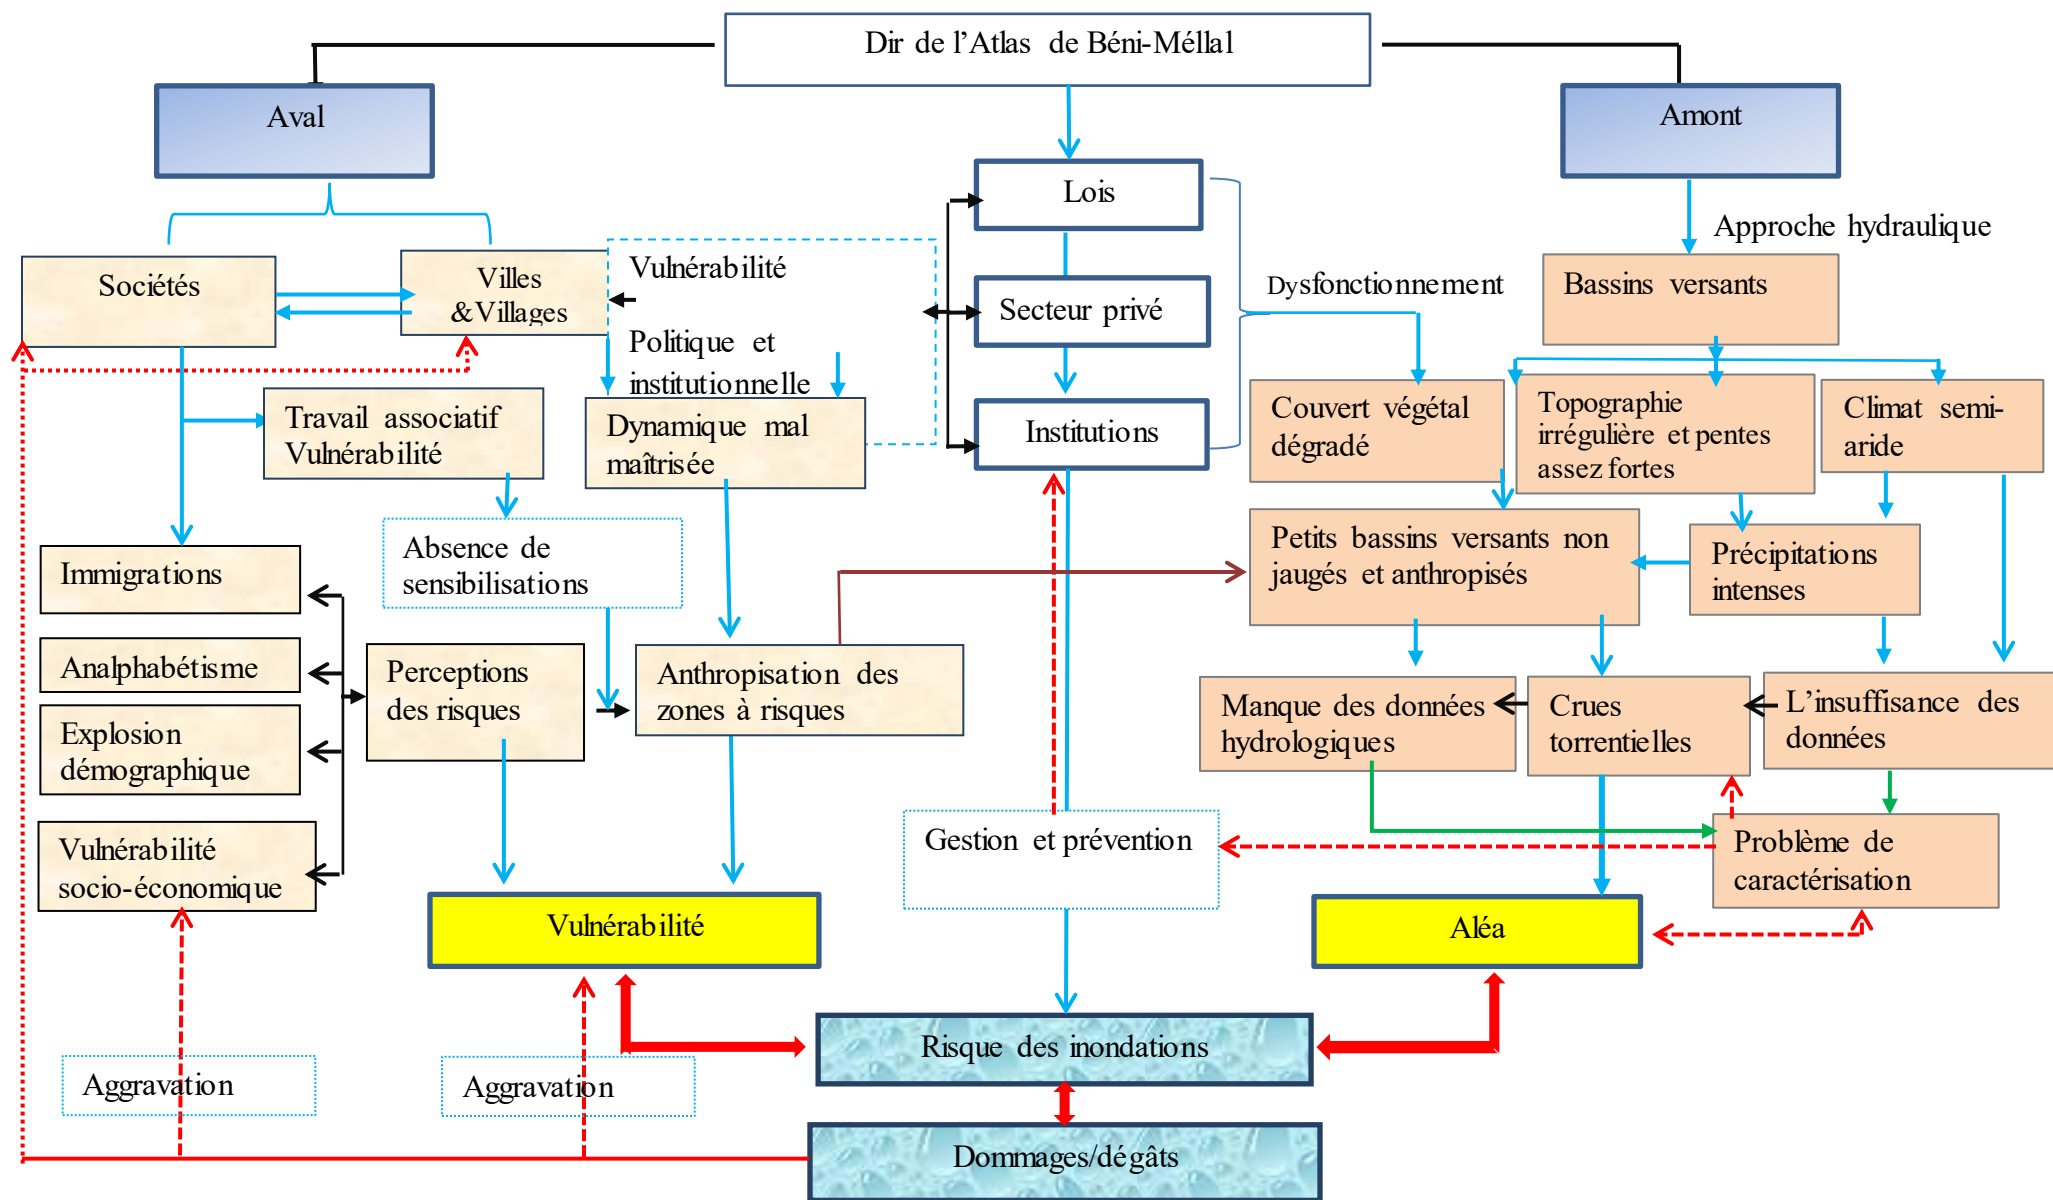 Dir de l'Atlas de Béni-Méllal
Aval
Amont
Lois
Approche hydraulique
Sociétés
Villes
&Villages
Vulnérabilité
Politique et
institutionnelle
Secteur privé
Dysfonctionnement
Bassins versants
Travail associatif
Vulnérabilité
Dynamique mal
maîtrisée
Institutions
Couvert végétal
dégradé
Topographie
irrégulière et pentes
assez fortes
Climat semi-
aride
Absence de
sensibilisations
Petits bassins versants non
jaugés et anthropisés
Précipitations
intenses
Immigrations
Analphabétisme
Explosion
démographique
Vulnérabilité
socio-économique
Perceptions
des risques
Anthropisation des
zones à risques
Manque des données
hydrologiques
Crues
torrentielles
L'insuffisance des
données
Gestion et prévention
Problème de
caractérisation
Vulnérabilité
Aléa
Risque des inondations
Aggravation
Aggravation
Dommages/dégâts